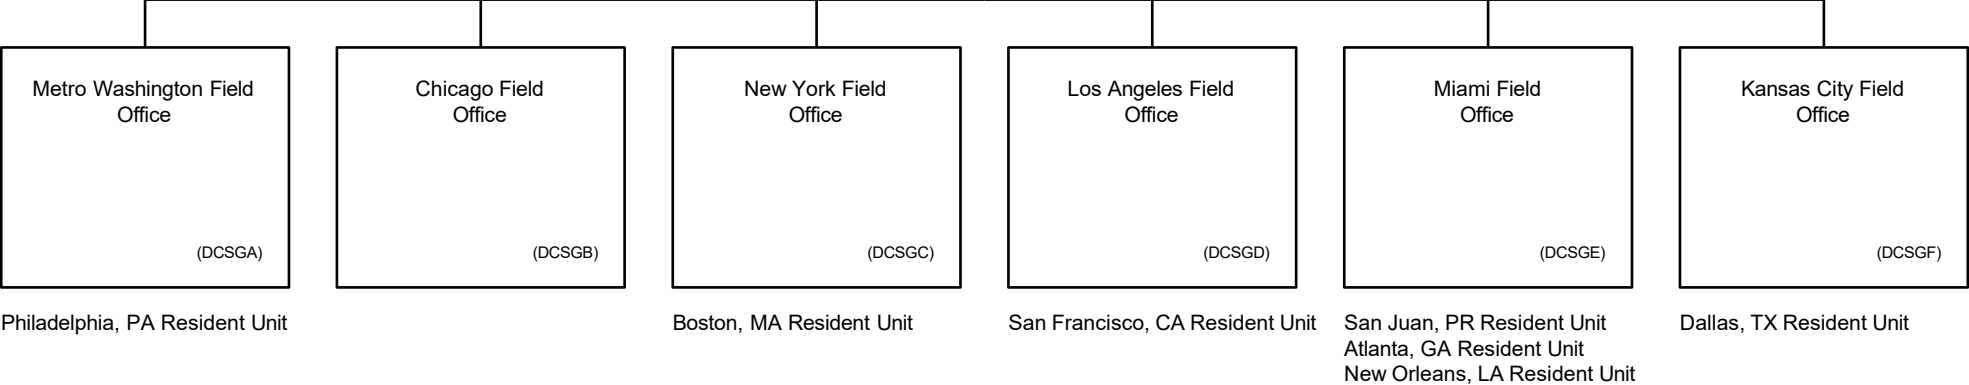 Metro Washington Field
Office
(DCSGA)
Philadelphia, PA Resident Unit
Chicago Field
Office
(DCSGB)
New York Field
Office
(DCSGC)
Boston, MA Resident Unit
Los Angeles Field
Office
(DCSGD)
San Francisco, CA Resident Unit
Miami Field
Office
(DCSGE)
San Juan, PR Resident Unit
Atlanta, GA Resident Unit
New Orleans, LA Resident Unit
Kansas City Field
Office
(DCSGF)
Dallas, TX Resident Unit